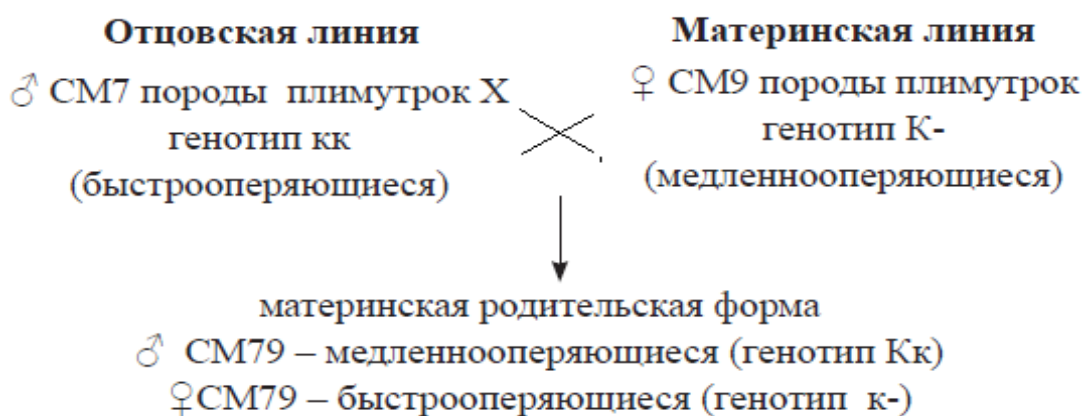 Отцовская линия
♂ СМ7 породы плимутрок Х
генотип кк
(быстрооперяющиеся)
Материнская линия
♀ СМ9 породы плимутрок
генотип К-
(медленнооперяющиеся)
материнская родительская форма
♂ СМ79 – медленнооперяющиеся (генотип Кк)
♀СМ79 – быстрооперяющиеся (генотип к-)